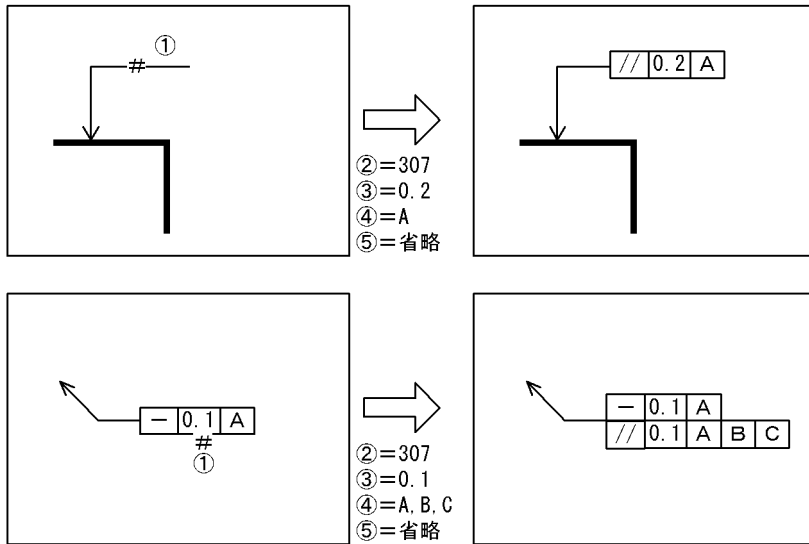 ①
#
// 0.2 A
②=307
③=0.2
④=A
⑤=省略
— 0.1 A
#
①
②=307
③=0.1
④=A,B,C
⑤=省略
— 0.1 A
// 0.1 A B C